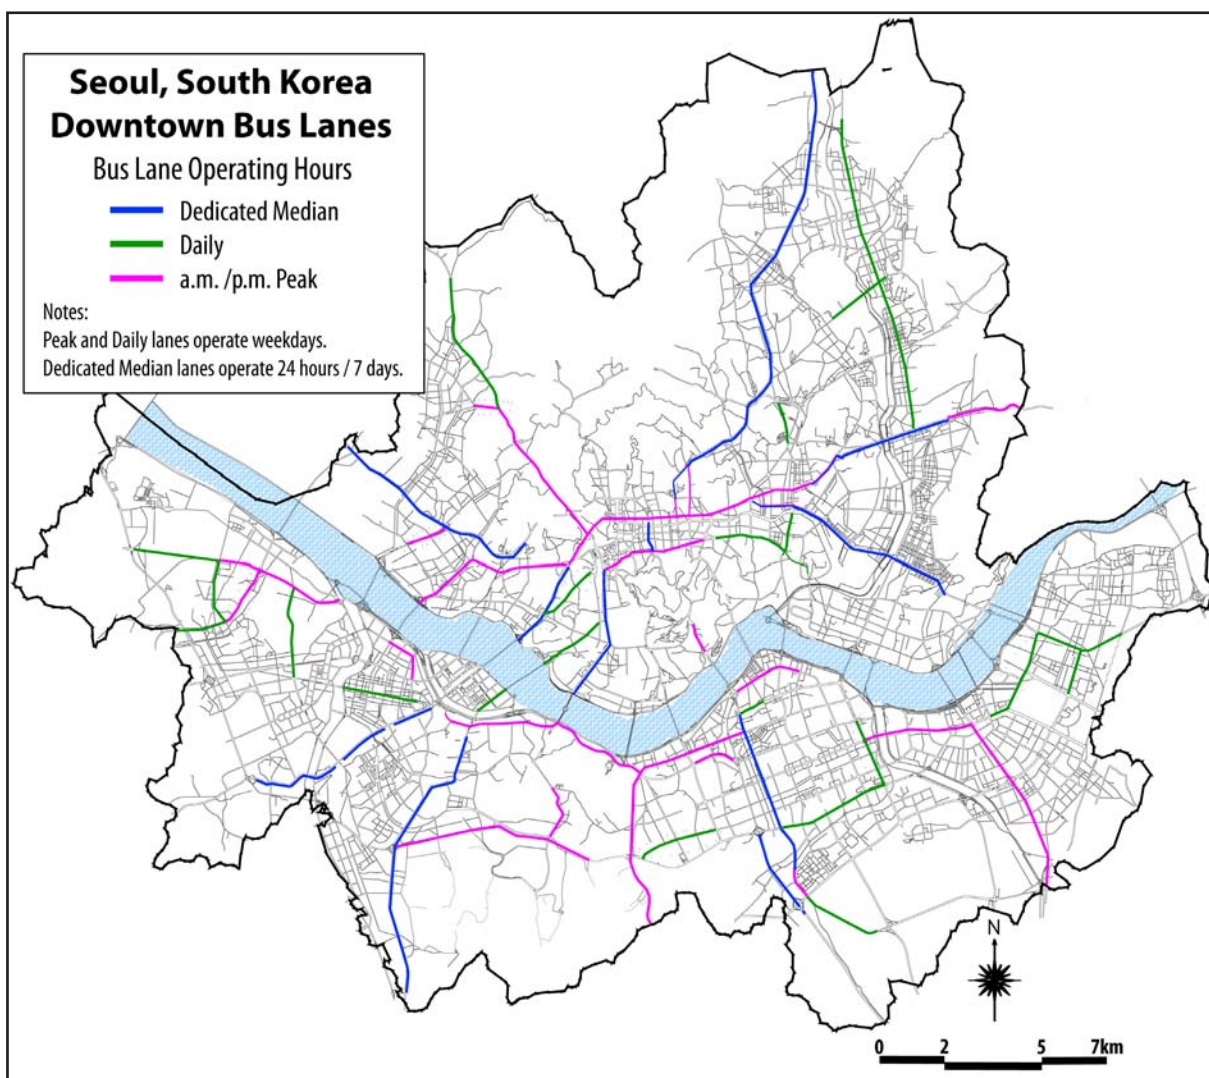 Seoul, South Korea
Downtown Bus Lanes
Bus Lane Operating Hours
Dedicated Median
Daily
a.m. /p.m. Peak
Notes:
Peak and Daily lanes operate weekdays.
Dedicated Median lanes operate 24 hours / 7 days.
N
0 2 5 7km